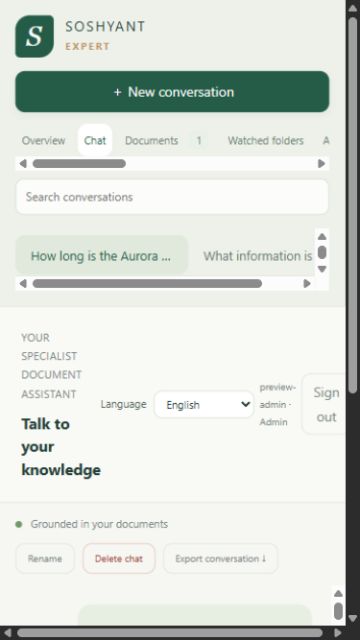 S SOSHYANT
EXPERT
+ New conversation
Overview Chat Documents 1 Watched folders A
Search conversations
How long is the Aurora ... What information is
YOUR
SPECIALIST
DOCUMENT
ASSISTANT
Talk to
your
knowledge
Language English
preview-
admin ·
Admin
Sign
out
Grounded in your documents
Rename Delete chat Export conversation ↓